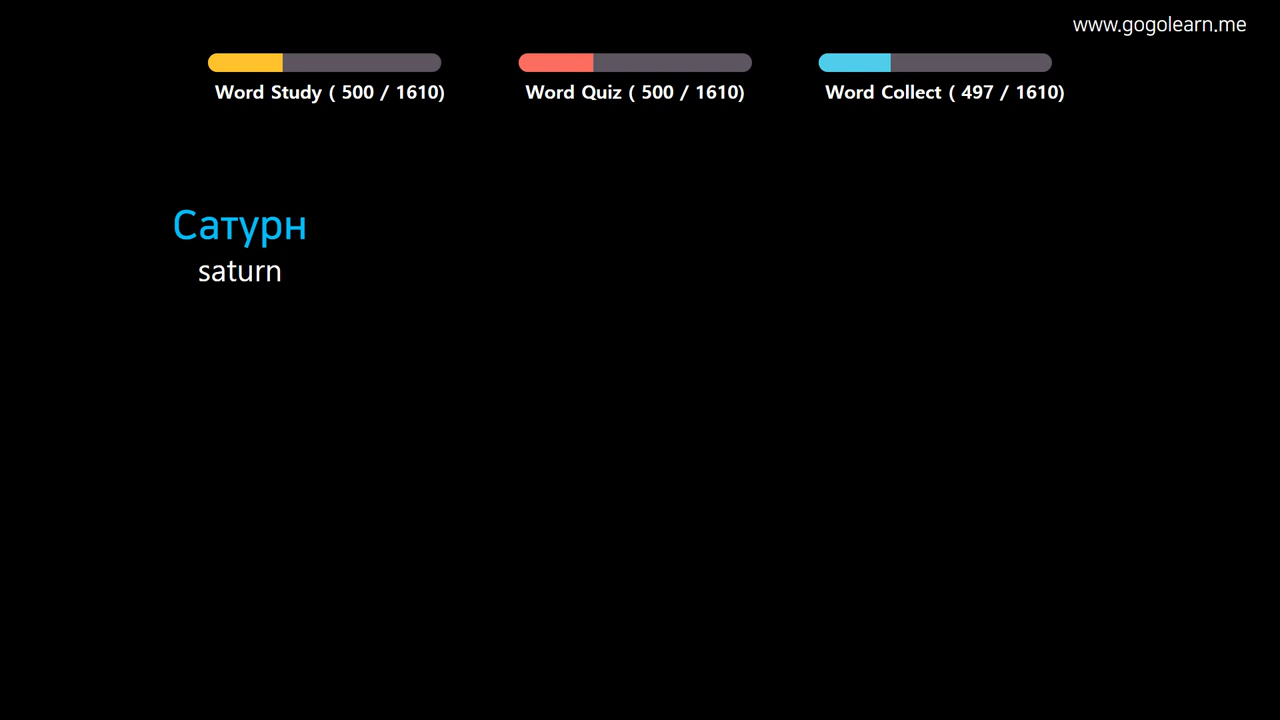 www.gogolearn.me
Word Study ( 500 / 1610)
Word Quiz ( 500 / 1610)
Word Collect ( 497 / 1610)
Сатурн
saturn